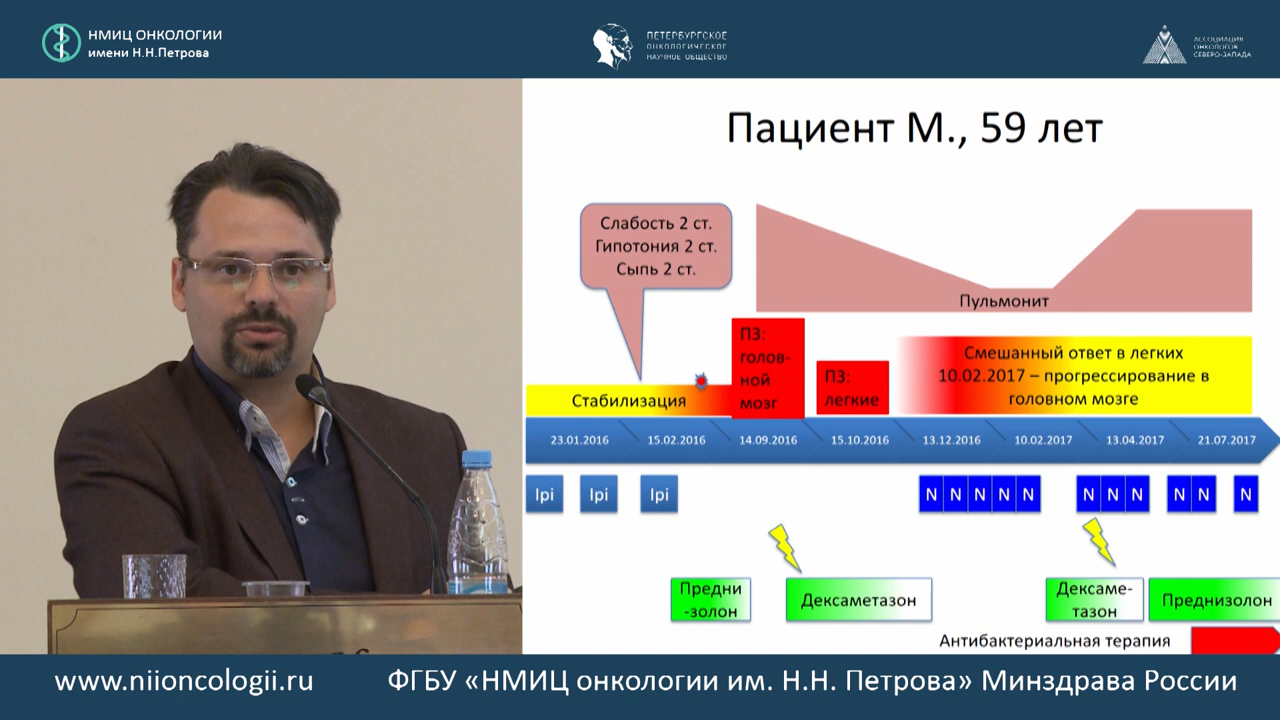 НМИЦ ОНКОЛОГИИ
имени Н.Н.Петрова
ПЕТЕРБУРГСКОЕ
ОНКОЛОГИЧЕСКОЕ
НАУЧНОЕ ОБЩЕСТВО
АССОЦИАЦИЯ
ОНКОЛОГОВ
СЕВЕРО-ЗАПАДА
Пациент М., 59 лет
Слабость 2 ст.
Гипотония 2 ст.
Сыпь 2 ст.
Пульмонит
ПЗ:
голов-
ной
мозг
ПЗ:
легкие
Смешанный ответ в легких
10.02.2017 – прогрессирование в
головном мозге
Стабилизация
23.01.2016 15.02.2016 14.09.2016 15.10.2016 13.12.2016 10.02.2017 13.04.2017 21.07.2017
Ipi Ipi Ipi N N N N N N N N N N N
Предни
-золон
Дексаметазон
Дексаме-
тазон
Преднизолон
Антибактериальная терапия
www.niioncologii.ru ФГБУ «НМИЦ онкологии им. Н.Н. Петрова» Минздрава России